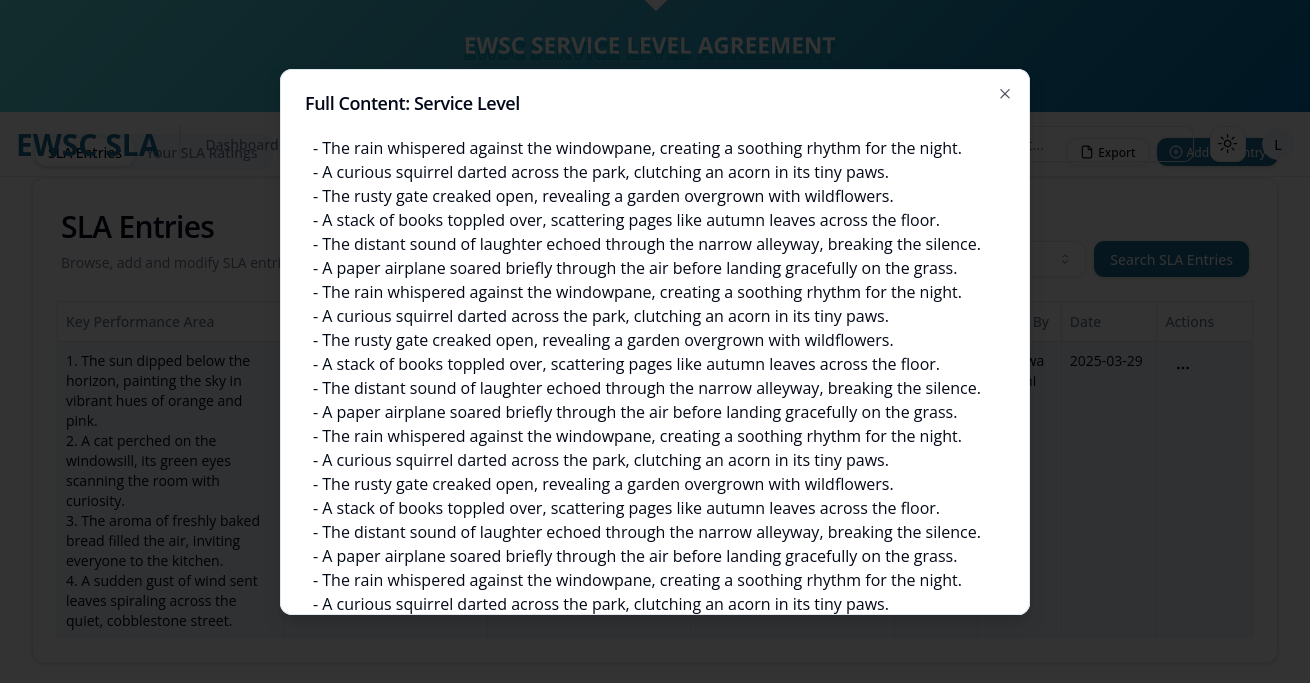 EWSC SERVICE LEVEL AGREEMENT
Full Content: Service Level
- The rain whispered against the windowpane, creating a soothing rhythm for the night.
- A curious squirrel darted across the park, clutching an acorn in its tiny paws.
- The rusty gate creaked open, revealing a garden overgrown with wildflowers.
- A stack of books toppled over, scattering pages like autumn leaves across the floor.
- The distant sound of laughter echoed through the narrow alleyway, breaking the silence.
- A paper airplane soared briefly through the air before landing gracefully on the grass.
- The rain whispered against the windowpane, creating a soothing rhythm for the night.
- A curious squirrel darted across the park, clutching an acorn in its tiny paws.
- The rusty gate creaked open, revealing a garden overgrown with wildflowers.
- A stack of books toppled over, scattering pages like autumn leaves across the floor.
- The distant sound of laughter echoed through the narrow alleyway, breaking the silence.
- A paper airplane soared briefly through the air before landing gracefully on the grass.
- The rain whispered against the windowpane, creating a soothing rhythm for the night.
- A curious squirrel darted across the park, clutching an acorn in its tiny paws.
- The rusty gate creaked open, revealing a garden overgrown with wildflowers.
- A stack of books toppled over, scattering pages like autumn leaves across the floor.
- The distant sound of laughter echoed through the narrow alleyway, breaking the silence.
- A paper airplane soared briefly through the air before landing gracefully on the grass.
- The rain whispered against the windowpane, creating a soothing rhythm for the night.
- A curious squirrel darted across the park, clutching an acorn in its tiny paws.
EWSC SLA
Dashboard
SLA Entries
Your SLA Ratings
Export
Add
L
SLA Entries
Browse, add and modify SLA
Search SLA Entries
Key Performance Area
By
Date
Actions
1. The sun dipped below the
horizon, painting the sky in
vibrant hues of orange and
pink.
2. A cat perched on the
windowsill, its green eyes
scanning the room with
curiosity.
3. The aroma of freshly baked
bread filled the air, inviting
everyone to the kitchen.
4. A sudden gust of wind sent
leaves spiraling across the
quiet, cobblestone street.
2025-03-29
...